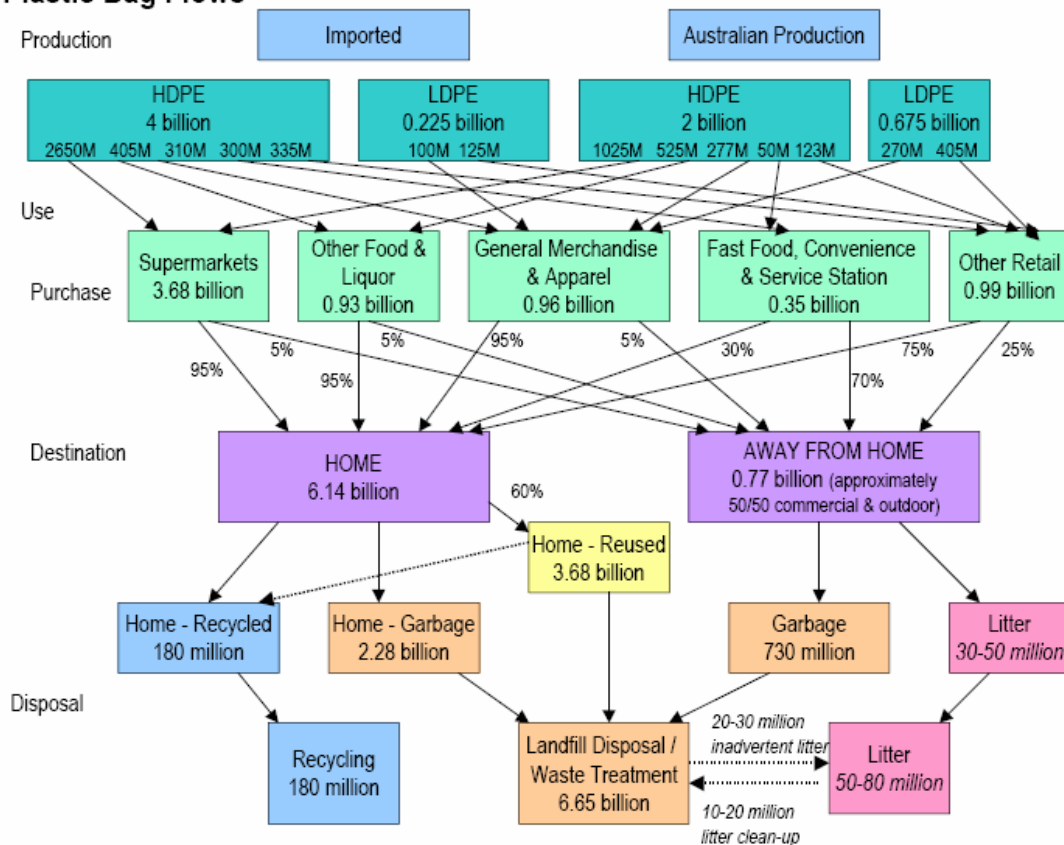 Production
Imported
Australian Production
HDPE
4 billion
2650M 405M 310M 300M 335M
LDPE
0.225 billion
100M 125M
HDPE
2 billion
1025M 525M 277M 50M 123M
LDPE
0.675 billion
270M 405M
Use
Purchase
Supermarkets
3.68 billion
Other Food &
Liquor
0.93 billion
General Merchandise
& Apparel
0.96 billion
Fast Food, Convenience
& Service Station
0.35 billion
Other Retail
0.99 billion
95%
5%
95%
5%
95%
5%
30%
70%
75%
25%
Destination
HOME
6.14 billion
AWAY FROM HOME
0.77 billion (approximately
50/50 commercial & outdoor)
60%
Home - Reused
3.68 billion
Home - Recycled
180 million
Home - Garbage
2.28 billion
Garbage
730 million
Litter
30-50 million
Disposal
Recycling
180 million
Landfill Disposal /
Waste Treatment
6.65 billion
20-30 million
inadvertent litter
10-20 million
litter clean-up
Litter
50-80 million